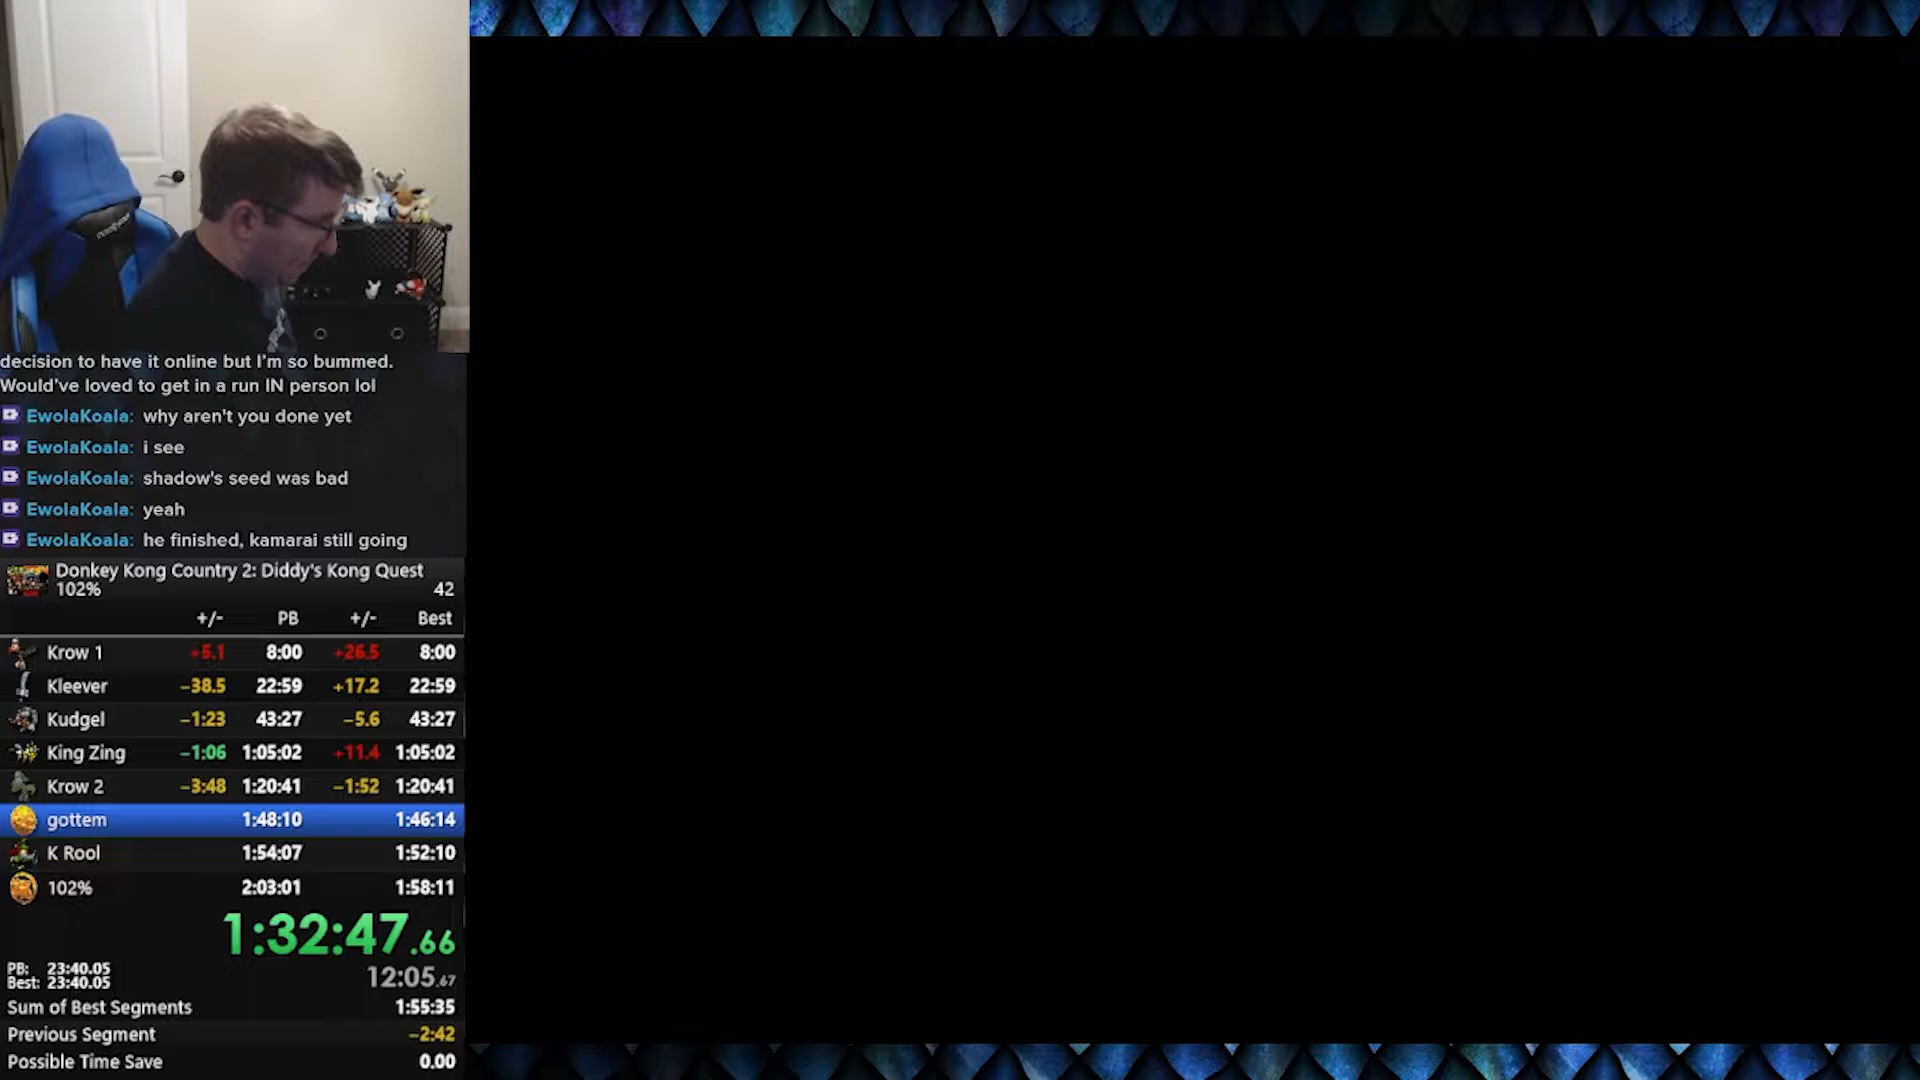 decision to have it online but I'm so bummed.
Would've loved to get in a run IN person lol
EwolaKoala: why aren't you done yet
EwolaKoala: i see
EwolaKoala: shadow's seed was bad
EwolaKoala: yeah
EwolaKoala: he finished, kamarai still going
Donkey Kong Country 2: Diddy's Kong Quest
102% 42
+/- PB +/- Best
Krow 1 +5.1 8:00 +26.5 8:00
Kleever −38.5 22:59 +17.2 22:59
Kudgel −1:23 43:27 −5.6 43:27
King Zing −1:06 1:05:02 +11.4 1:05:02
Krow 2 −3:48 1:20:41 −1:52 1:20:41
gottem 1:48:10 1:46:14
K Rool 1:54:07 1:52:10
102% 2:03:01 1:58:11
1:32:47.66
PB: 23:40.05
Best: 23:40.05
12:05.67
Sum of Best Segments 1:55:35
Previous Segment −2:42
Possible Time Save 0.00